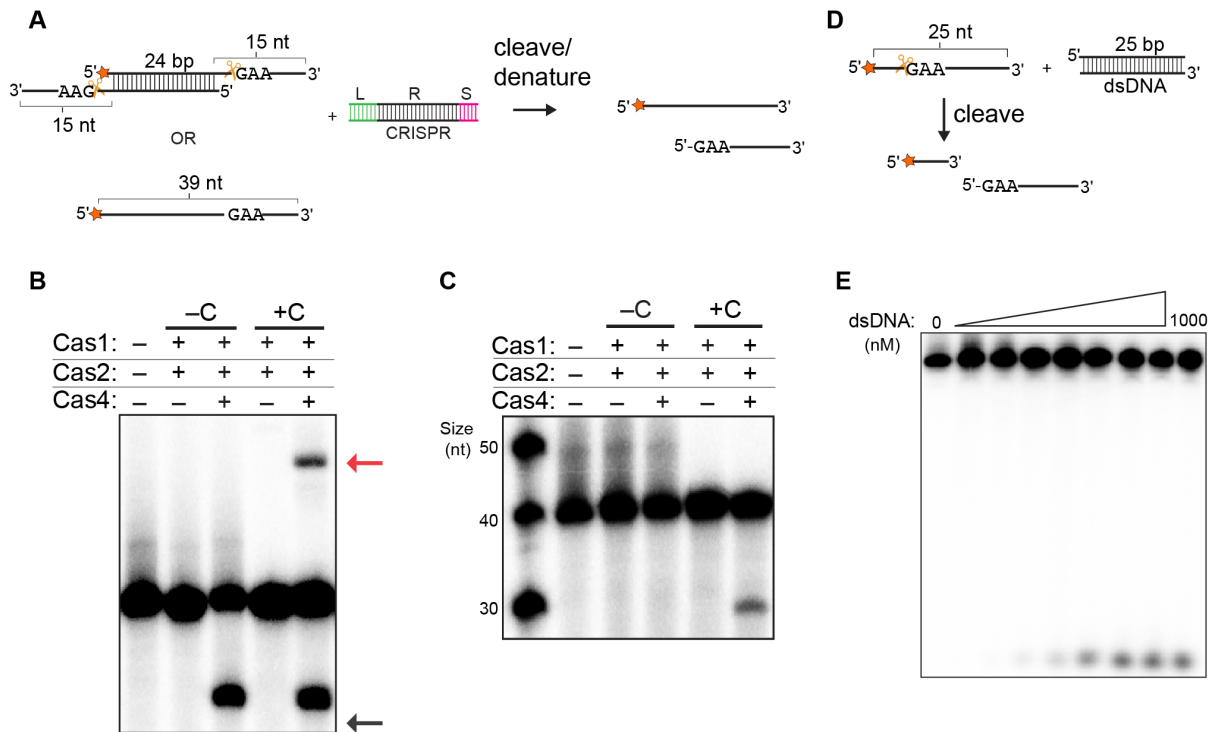 A
15 nt
24 bp
5' GAA 3'
3' AAG 5'
15 nt
OR
39 nt
5' GAA 3'
+
L R S
CRISPR
cleave/
denature
5' 3'
5'-GAA 3'
D
25 nt
5' GAA 3'
+
25 bp
5'
3'
dsDNA
cleave
5' 3'
5'-GAA 3'
B
–C +C
Cas1: – + + + +
Cas2: – + + + +
Cas4: – – + – +
C
–C +C
Cas1: – + + + +
Cas2: – + + + +
Cas4: – – + – +
Size
(nt)
50
40
30
E
dsDNA: 0 1000
(nM)